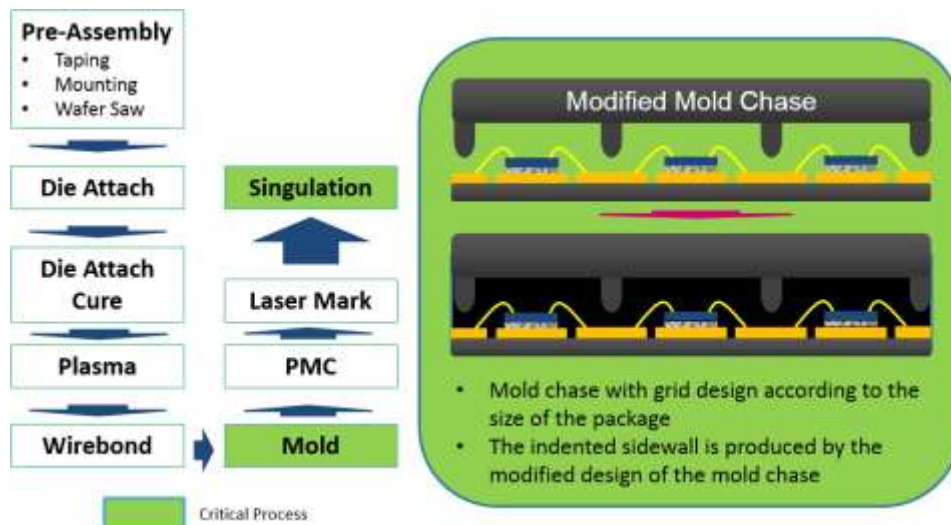 Pre-Assembly
• Taping
• Mounting
• Wafer Saw
Die Attach
Die Attach
Cure
Plasma
Wirebond
Singulation
Laser Mark
PMC
Mold
Critical Process
Modified Mold Chase
• Mold chase with grid design according to the
size of the package
• The indented sidewall is produced by the
modified design of the mold chase